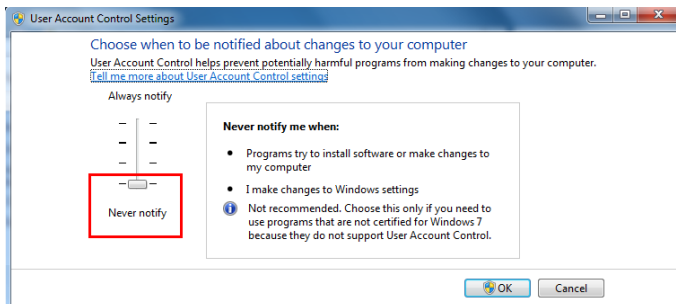 User Account Control Settings
Choose when to be notified about changes to your computer
User Account Control helps prevent potentially harmful programs from making changes to your computer.
Tell me more about User Account Control settings
Always notify
Never notify me when:
Programs try to install software or make changes to
my computer
I make changes to Windows settings
Not recommended. Choose this only if you need to
use programs that are not certified for Windows 7
because they do not support User Account Control.
Never notify
OK Cancel